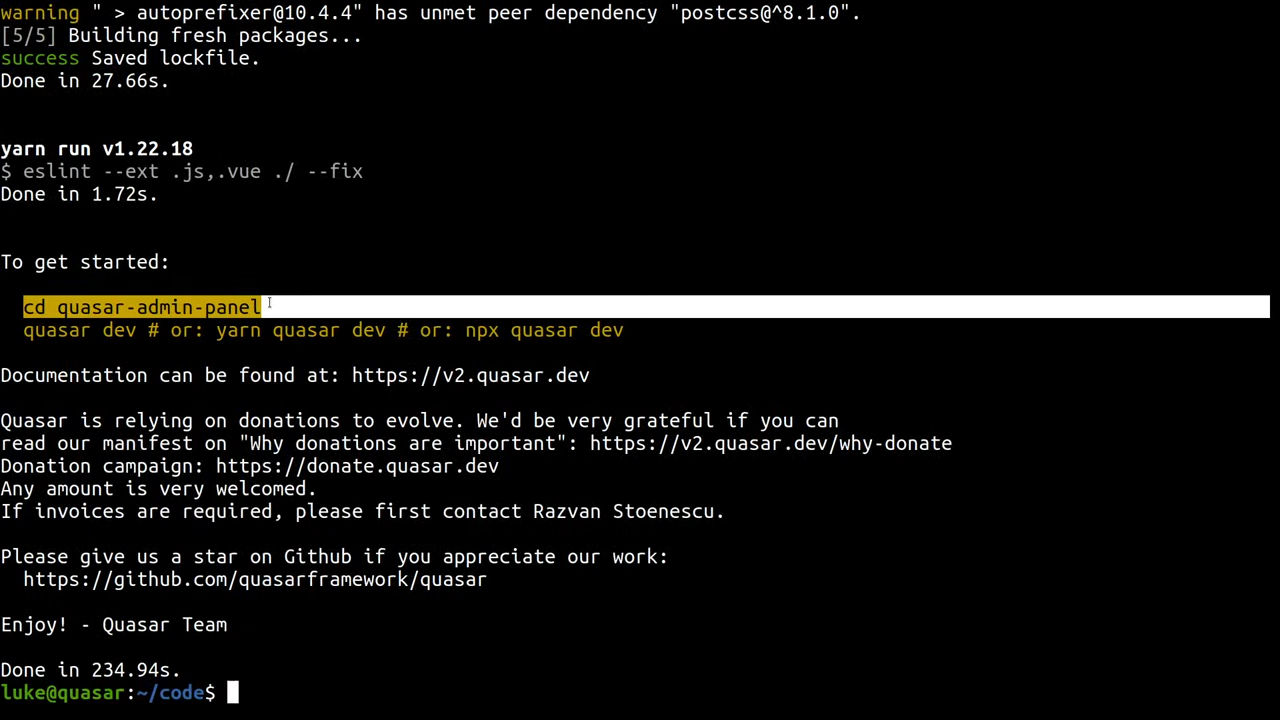 warning " > autoprefixer@10.4.4" has unmet peer dependency "postcss@^8.1.0".
[5/5] Building fresh packages...
success Saved lockfile.
Done in 27.66s.
yarn run v1.22.18
$ eslint --ext .js,.vue ./ --fix
Done in 1.72s.
To get started:
cd quasar-admin-panel
quasar dev # or: yarn quasar dev # or: npx quasar dev
Documentation can be found at: https://v2.quasar.dev
Quasar is relying on donations to evolve. We'd be very grateful if you can
read our manifest on "Why donations are important": https://v2.quasar.dev/why-donate
Donation campaign: https://donate.quasar.dev
Any amount is very welcomed.
If invoices are required, please first contact Razvan Stoenescu.
Please give us a star on Github if you appreciate our work:
https://github.com/quasarframework/quasar
Enjoy! - Quasar Team
Done in 234.94s.
luke@quasar:~/code$